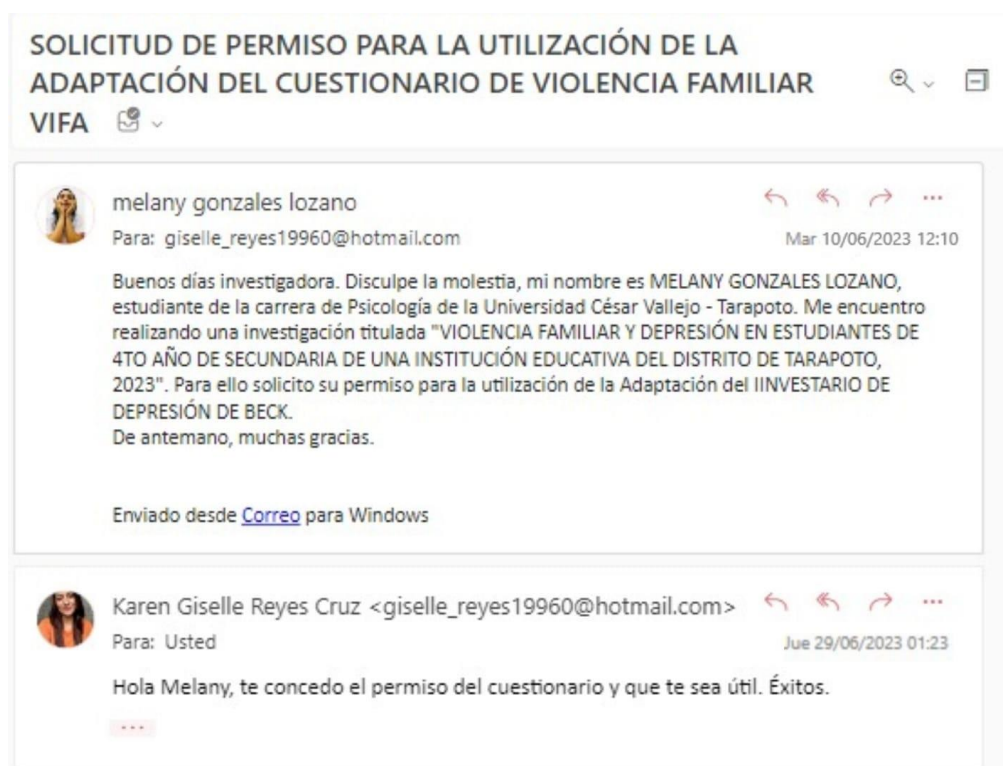 SOLICITUD DE PERMISO PARA LA UTILIZACIÓN DE LA
ADAPTACIÓN DEL CUESTIONARIO DE VIOLENCIA FAMILIAR
VIFA
melany gonzales lozano
Para: giselle_reyes19960@hotmail.com
Mar 10/06/2023 12:10
Buenos días investigadora. Disculpe la molestia, mi nombre es MELANY GONZALES LOZANO,
estudiante de la carrera de Psicología de la Universidad César Vallejo - Tarapoto. Me encuentro
realizando una investigación titulada "VIOLENCIA FAMILIAR Y DEPRESIÓN EN ESTUDIANTES DE
4TO AÑO DE SECUNDARIA DE UNA INSTITUCIÓN EDUCATIVA DEL DISTRITO DE TARAPOTO,
2023". Para ello solicito su permiso para la utilización de la Adaptación del IINVESTARIO DE
DEPRESIÓN DE BECK.
De antemano, muchas gracias.
Enviado desde Correo para Windows
Karen Giselle Reyes Cruz <giselle_reyes19960@hotmail.com>
Para: Usted
Jue 29/06/2023 01:23
Hola Melany, te concedo el permiso del cuestionario y que te sea útil. Éxitos.